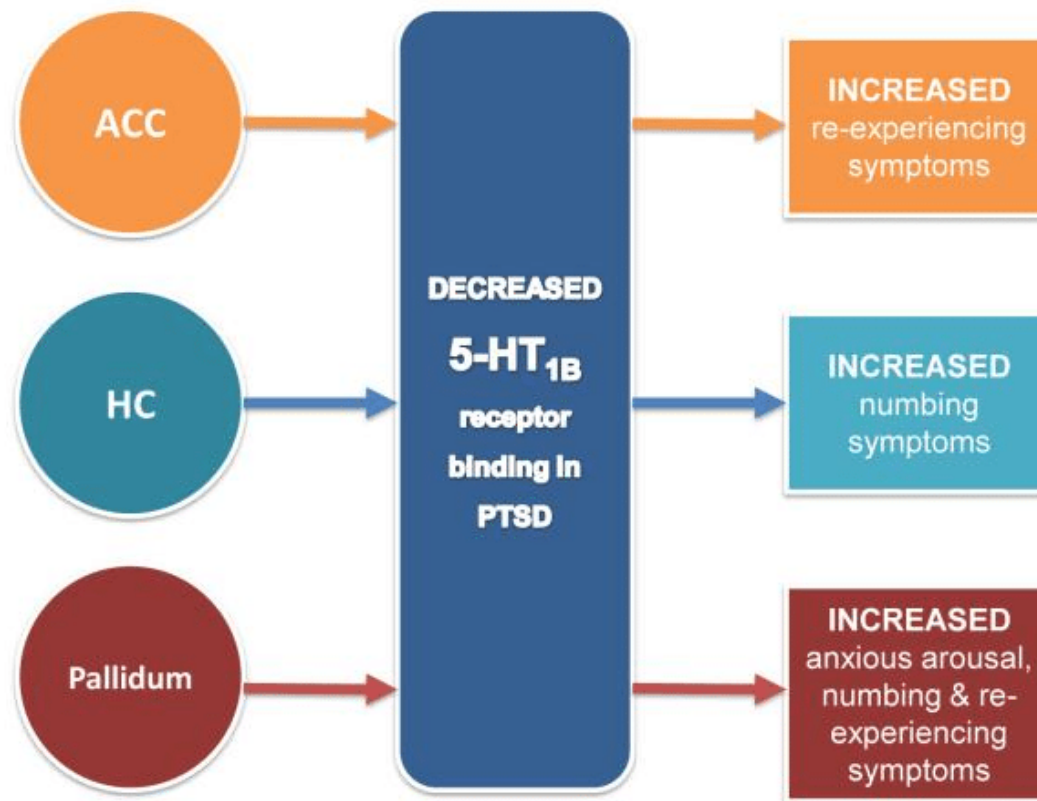 ACC
INCREASED
re-experiencing
symptoms
DECREASED
5-HT₁B
receptor
binding in
PTSD
HC
INCREASED
numbing
symptoms
Pallidum
INCREASED
anxious arousal,
numbing & re-
experiencing
symptoms